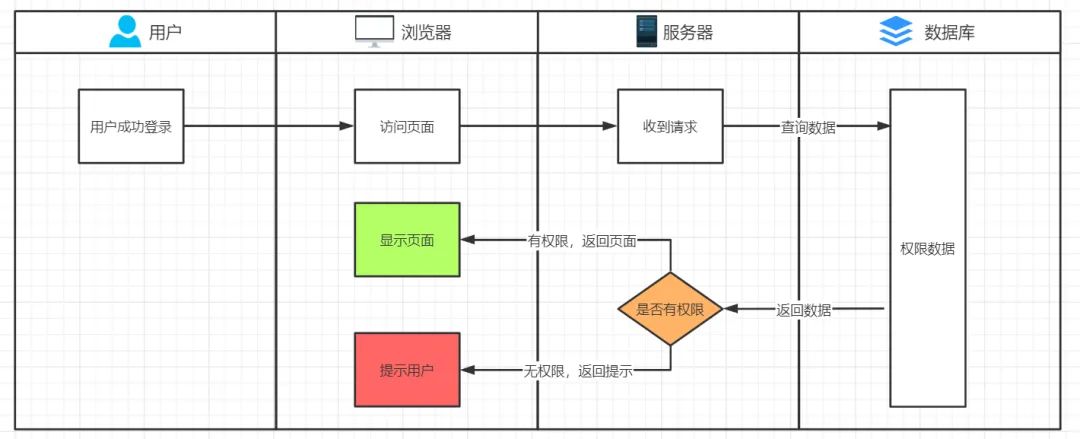 用户
浏览器
服务器
数据库
用户成功登录
访问页面
收到请求
查询数据
显示页面
有权限，返回页面
权限数据
是否有权限
返回数据
提示用户
无权限，返回提示